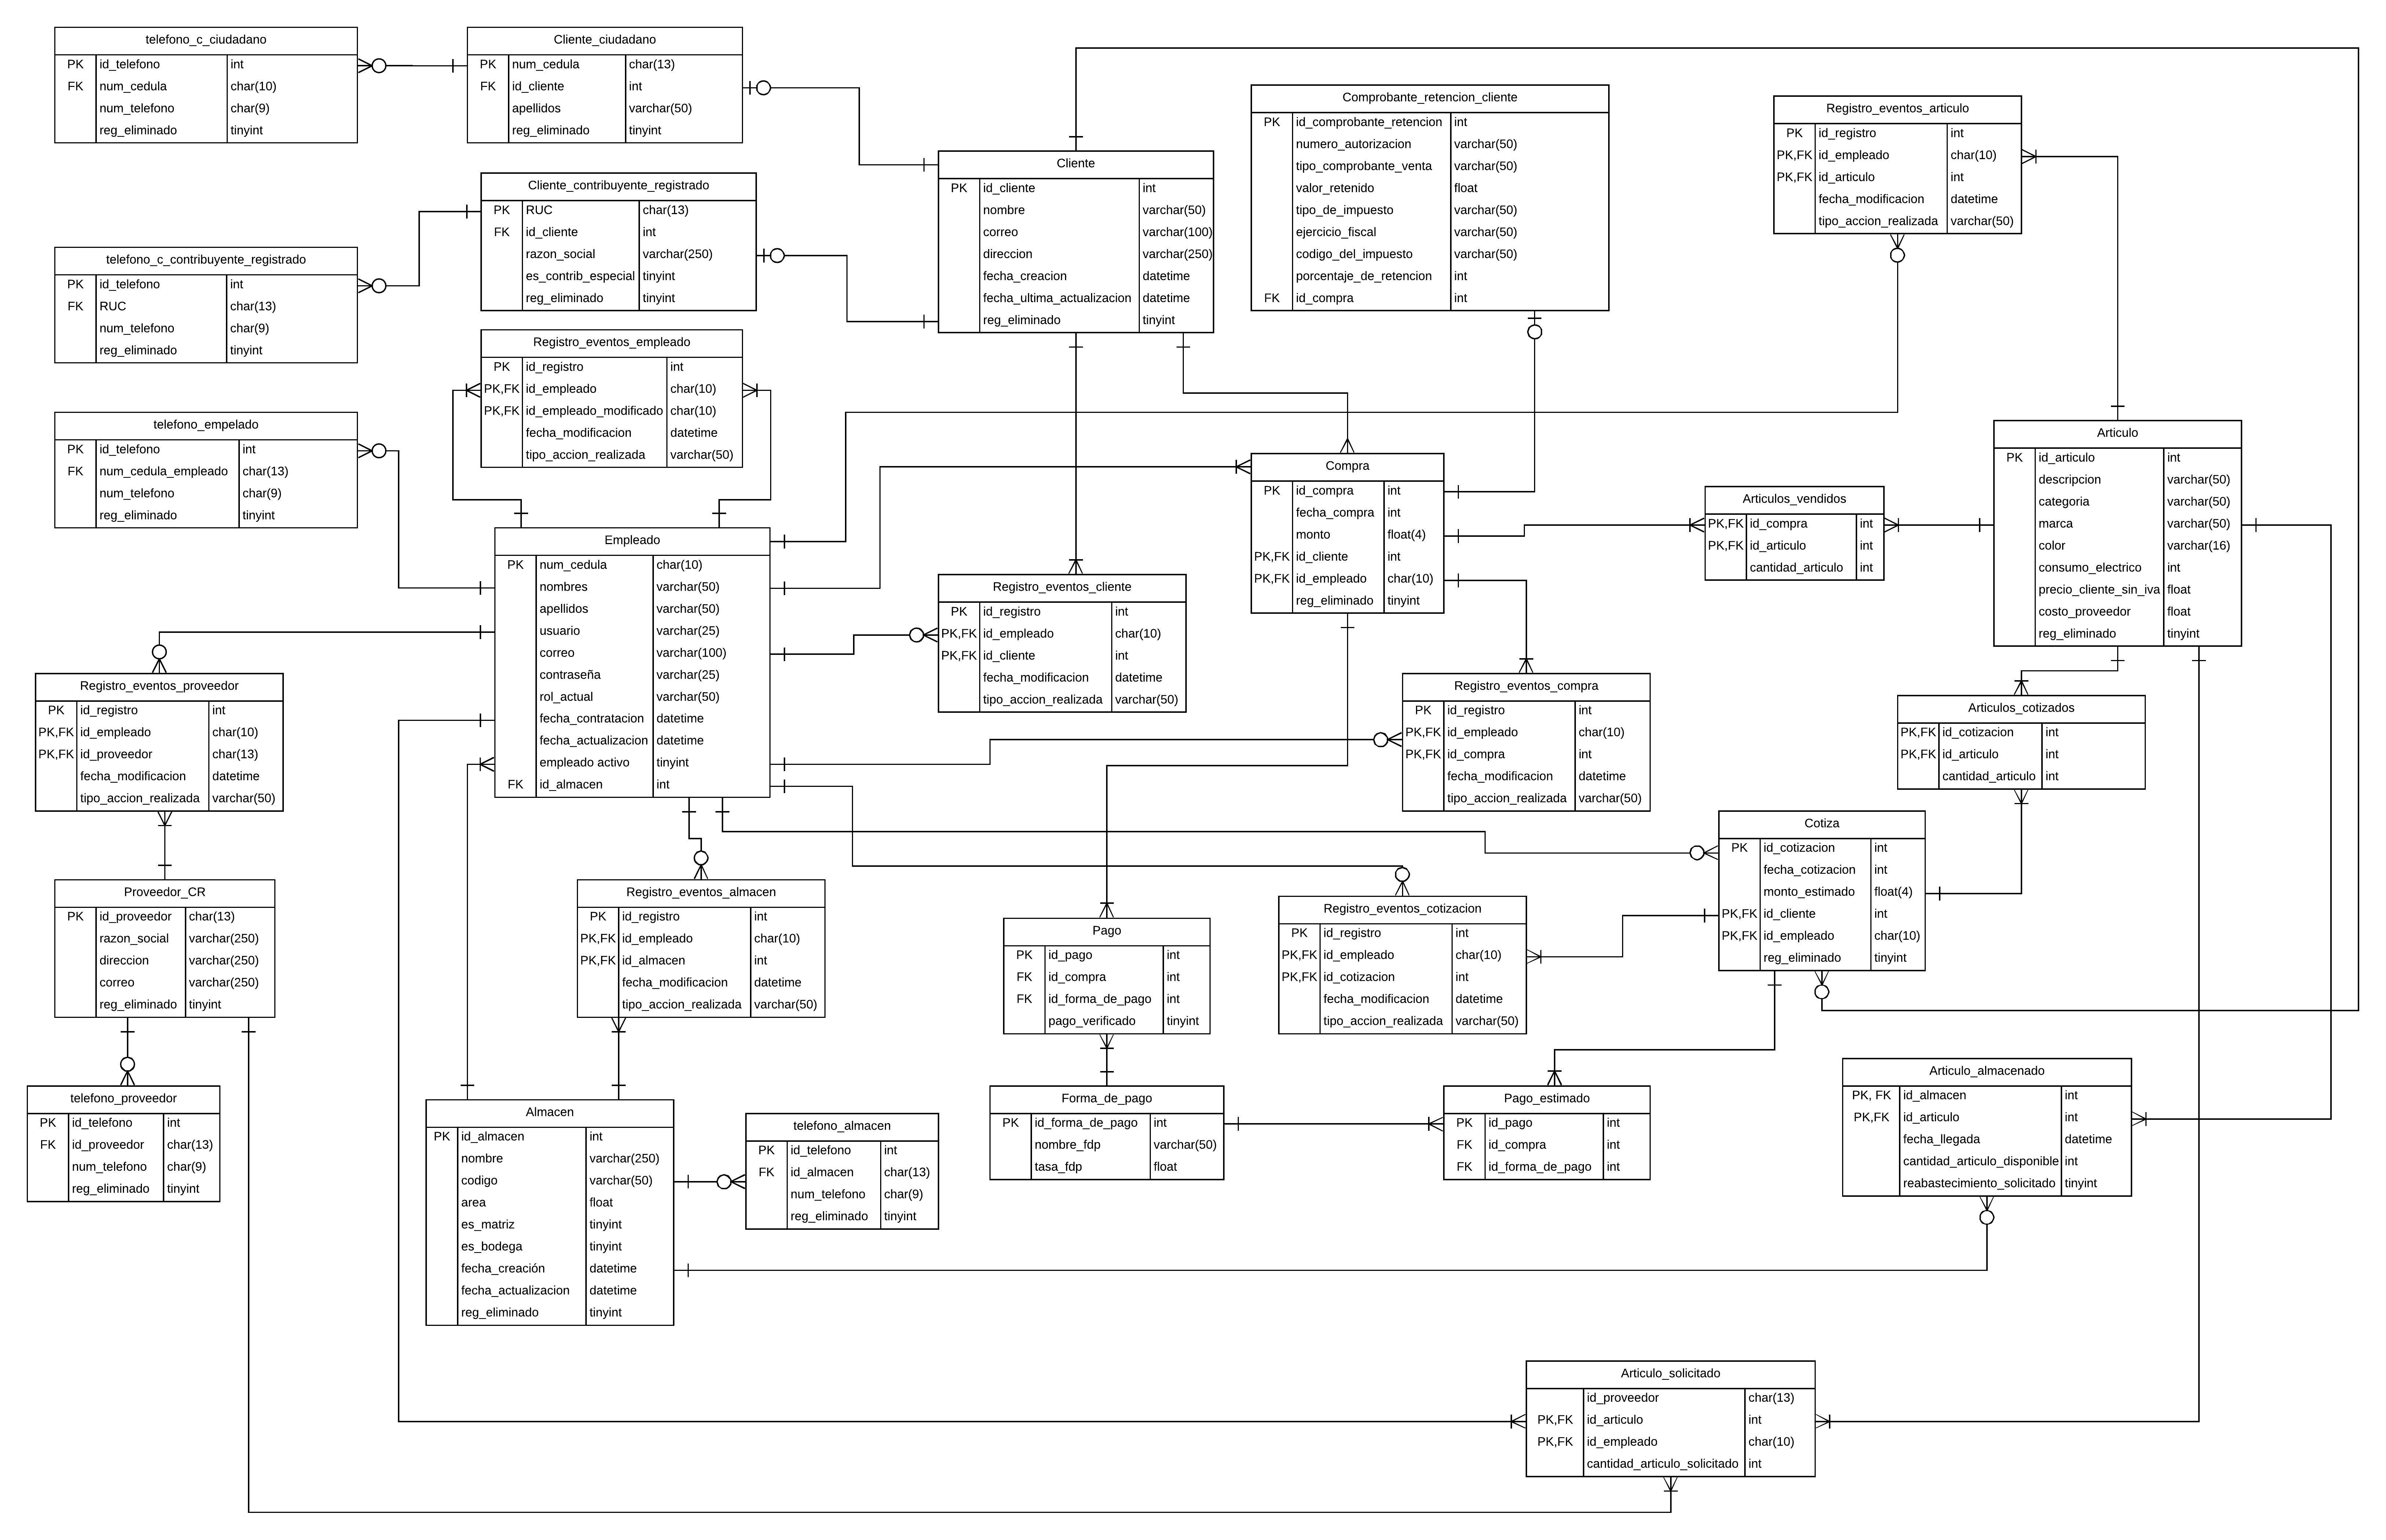 telefono_c_ciudadano
PK id_telefono int
FK num_cedula char(10)
num_telefono char(9)
reg_eliminado tinyint
Cliente_ciudadano
PK num_cedula char(13)
FK id_cliente int
apellidos varchar(50)
reg_eliminado tinyint
Cliente
PK id_cliente int
nombre varchar(50)
correo varchar(100)
direccion varchar(250)
fecha_creacion datetime
fecha_ultima_actualizacion datetime
reg_eliminado tinyint
Comprobante_retencion_cliente
PK id_comprobante_retencion int
numero_autorizacion varchar(50)
tipo_comprobante_venta varchar(50)
valor_retenido float
tipo_de_impuesto varchar(50)
ejercicio_fiscal varchar(50)
codigo_del_impuesto varchar(50)
porcentaje_de_retencion int
FK id_compra int
Registro_eventos_articulo
PK id_registro int
PK,FK id_empleado char(10)
PK,FK id_articulo int
fecha_modificacion datetime
tipo_accion_realizada varchar(50)
Cliente_contribuyente_registrado
PK RUC char(13)
FK id_cliente int
razon_social varchar(250)
es_contrib_especial tinyint
reg_eliminado tinyint
telefono_c_contribuyente_registrado
PK id_telefono int
FK RUC char(13)
num_telefono char(9)
reg_eliminado tinyint
Registro_eventos_empleado
PK id_registro int
PK,FK id_empleado char(10)
PK,FK id_empleado_modificado char(10)
fecha_modificacion datetime
tipo_accion_realizada varchar(50)
telefono_empelado
PK id_telefono int
FK num_cedula_empleado char(13)
num_telefono char(9)
reg_eliminado tinyint
Compra
PK id_compra int
fecha_compra int
monto float(4)
PK,FK id_cliente int
PK,FK id_empleado char(10)
reg_eliminado tinyint
Articulos_vendidos
PK,FK id_compra int
PK,FK id_articulo int
cantidad_articulo int
Articulo
PK id_articulo int
descripcion varchar(50)
categoria varchar(50)
marca varchar(50)
color varchar(16)
consumo_electrico int
precio_cliente_sin_iva float
costo_proveedor float
reg_eliminado tinyint
Empleado
PK num_cedula char(10)
nombres varchar(50)
apellidos varchar(50)
usuario varchar(25)
correo varchar(100)
contraseña varchar(25)
rol_actual varchar(50)
fecha_contratacion datetime
fecha_actualizacion datetime
empleado activo tinyint
FK id_almacen int
Registro_eventos_cliente
PK id_registro int
PK,FK id_empleado char(10)
PK,FK id_cliente int
fecha_modificacion datetime
tipo_accion_realizada varchar(50)
Registro_eventos_proveedor
PK id_registro int
PK,FK id_empleado char(10)
PK,FK id_proveedor char(13)
fecha_modificacion datetime
tipo_accion_realizada varchar(50)
Registro_eventos_compra
PK id_registro int
PK,FK id_empleado char(10)
PK,FK id_compra int
fecha_modificacion datetime
tipo_accion_realizada varchar(50)
Articulos_cotizados
PK,FK id_cotizacion int
PK,FK id_articulo int
cantidad_articulo int
Cotiza
PK id_cotizacion int
fecha_cotizacion int
monto_estimado float(4)
PK,FK id_cliente int
PK,FK id_empleado char(10)
reg_eliminado tinyint
Proveedor_CR
PK id_proveedor char(13)
razon_social varchar(250)
direccion varchar(250)
correo varchar(250)
reg_eliminado tinyint
Registro_eventos_almacen
PK id_registro int
PK,FK id_empleado char(10)
PK,FK id_almacen int
fecha_modificacion datetime
tipo_accion_realizada varchar(50)
Pago
PK id_pago int
FK id_compra int
FK id_forma_de_pago int
pago_verificado tinyint
Registro_eventos_cotizacion
PK id_registro int
PK,FK id_empleado char(10)
PK,FK id_cotizacion int
fecha_modificacion datetime
tipo_accion_realizada varchar(50)
telefono_proveedor
PK id_telefono int
FK id_proveedor char(13)
num_telefono char(9)
reg_eliminado tinyint
Almacen
PK id_almacen int
nombre varchar(250)
codigo varchar(50)
area float
es_matriz tinyint
es_bodega tinyint
fecha_creación datetime
fecha_actualizacion datetime
reg_eliminado tinyint
telefono_almacen
PK id_telefono int
FK id_almacen char(13)
num_telefono char(9)
reg_eliminado tinyint
Forma_de_pago
PK id_forma_de_pago int
nombre_fdp varchar(50)
tasa_fdp float
Pago_estimado
PK id_pago int
FK id_compra int
FK id_forma_de_pago int
Articulo_almacenado
PK, FK id_almacen int
PK,FK id_articulo int
fecha_llegada datetime
cantidad_articulo_disponible int
reabastecimiento_solicitado tinyint
Articulo_solicitado
id_proveedor char(13)
PK,FK id_articulo int
PK,FK id_empleado char(10)
cantidad_articulo_solicitado int